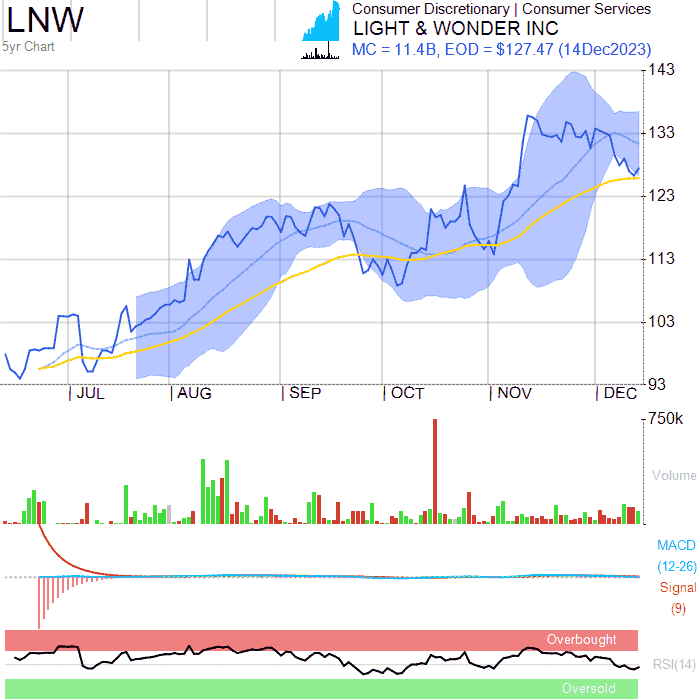 LNW
5yr Chart
Consumer Discretionary | Consumer Services
LIGHT & WONDER INC
MC = 11.4B, EOD = $127.47 (14Dec2023)
143
133
123
113
103
93
JUL
AUG
SEP
OCT
NOV
DEC
750k
Volume
MACD
(12-26)
Signal
(9)
Overbought
RSI(14)
Oversold